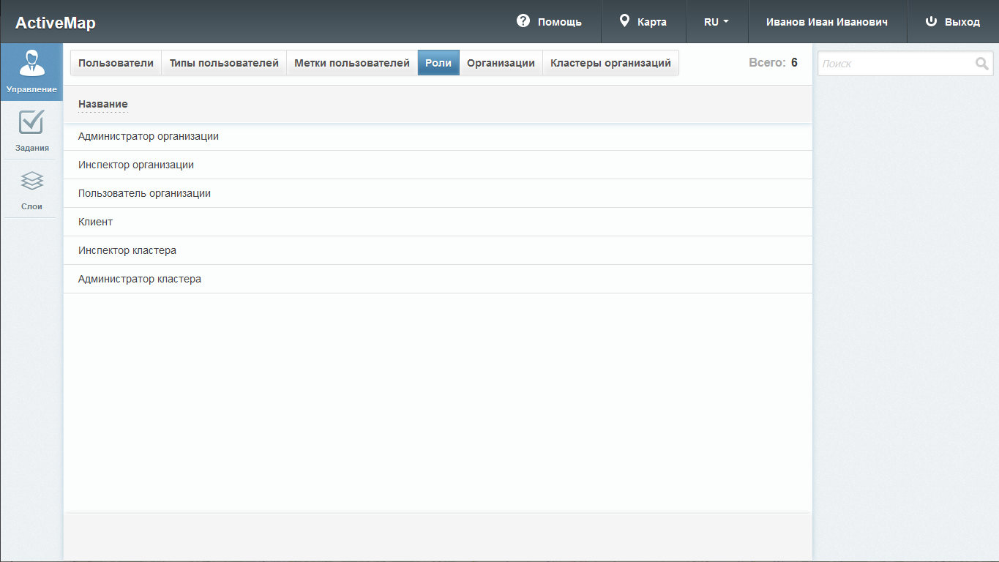 ActiveMap
Помощь
Карта
RU
Иванов Иван Иванович
Выход
Управление
Задания
Слои
Пользователи
Типы пользователей
Метки пользователей
Роли
Организации
Кластеры организаций
Всего: 6
Поиск
Название
Администратор организации
Инспектор организации
Пользователь организации
Клиент
Инспектор кластера
Администратор кластера